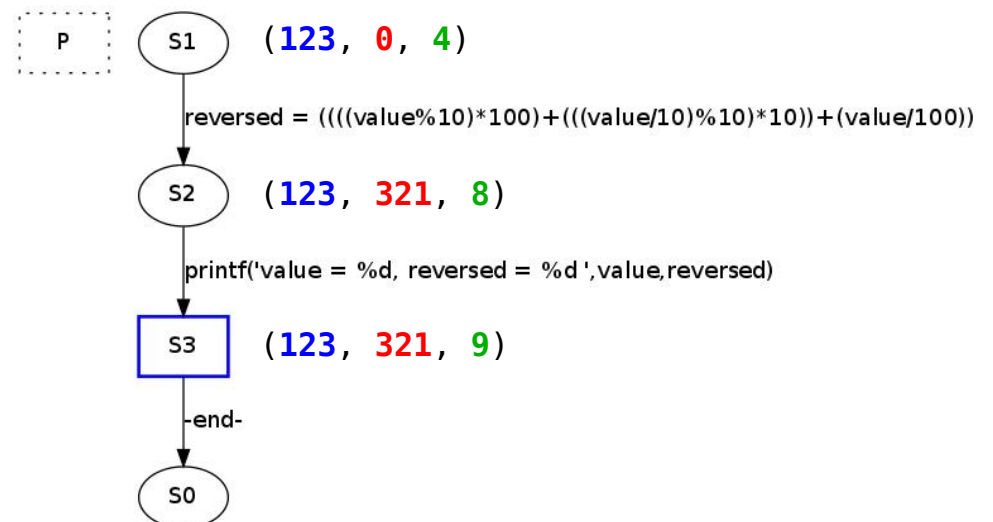 P S1 (123, 0, 4)
reversed = ((((value%10)*100)+(((value/10)%10)*10))+(value/100))
S2 (123, 321, 8)
printf('value = %d, reversed = %d ',value,reversed)
S3 (123, 321, 9)
-end-
S0